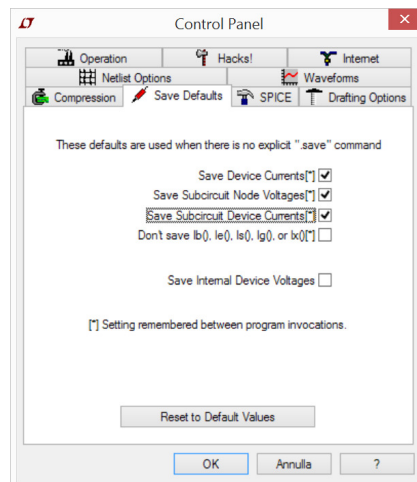 Control Panel
Operation Hacks! Internet
Netlist Options Waveforms
Compression Save Defaults SPICE Drafting Options
These defaults are used when there is no explicit ".save" command
Save Device Currents[*]
Save Subcircuit Node Voltages[*]
Save Subcircuit Device Currents[*]
Don't save Ib(), Ie(), Is(), Ig(), or Ix()[*]
Save Internal Device Voltages
[*] Setting remembered between program invocations.
Reset to Default Values
OK Annulla ?